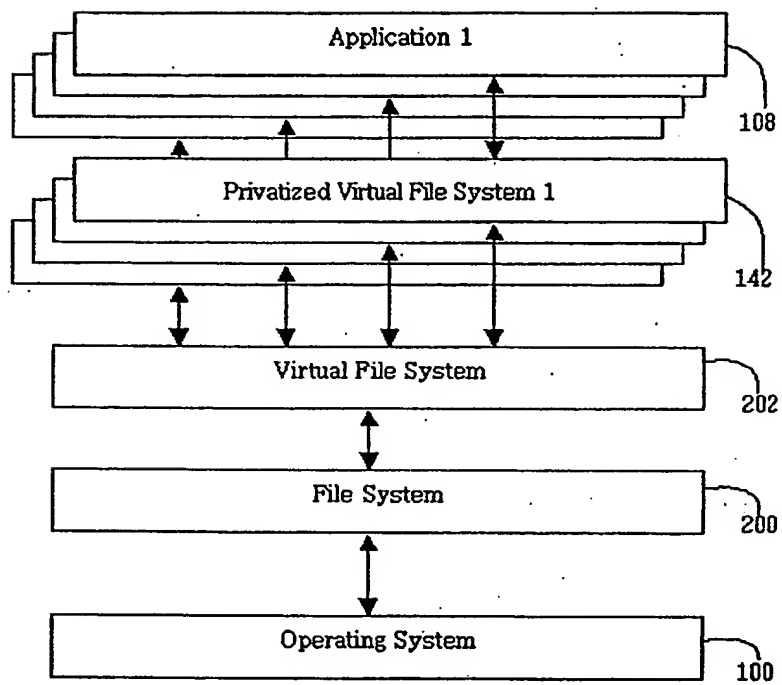 Application 1
108
Privatized Virtual File System 1
142
Virtual File System
202
File System
200
Operating System
100